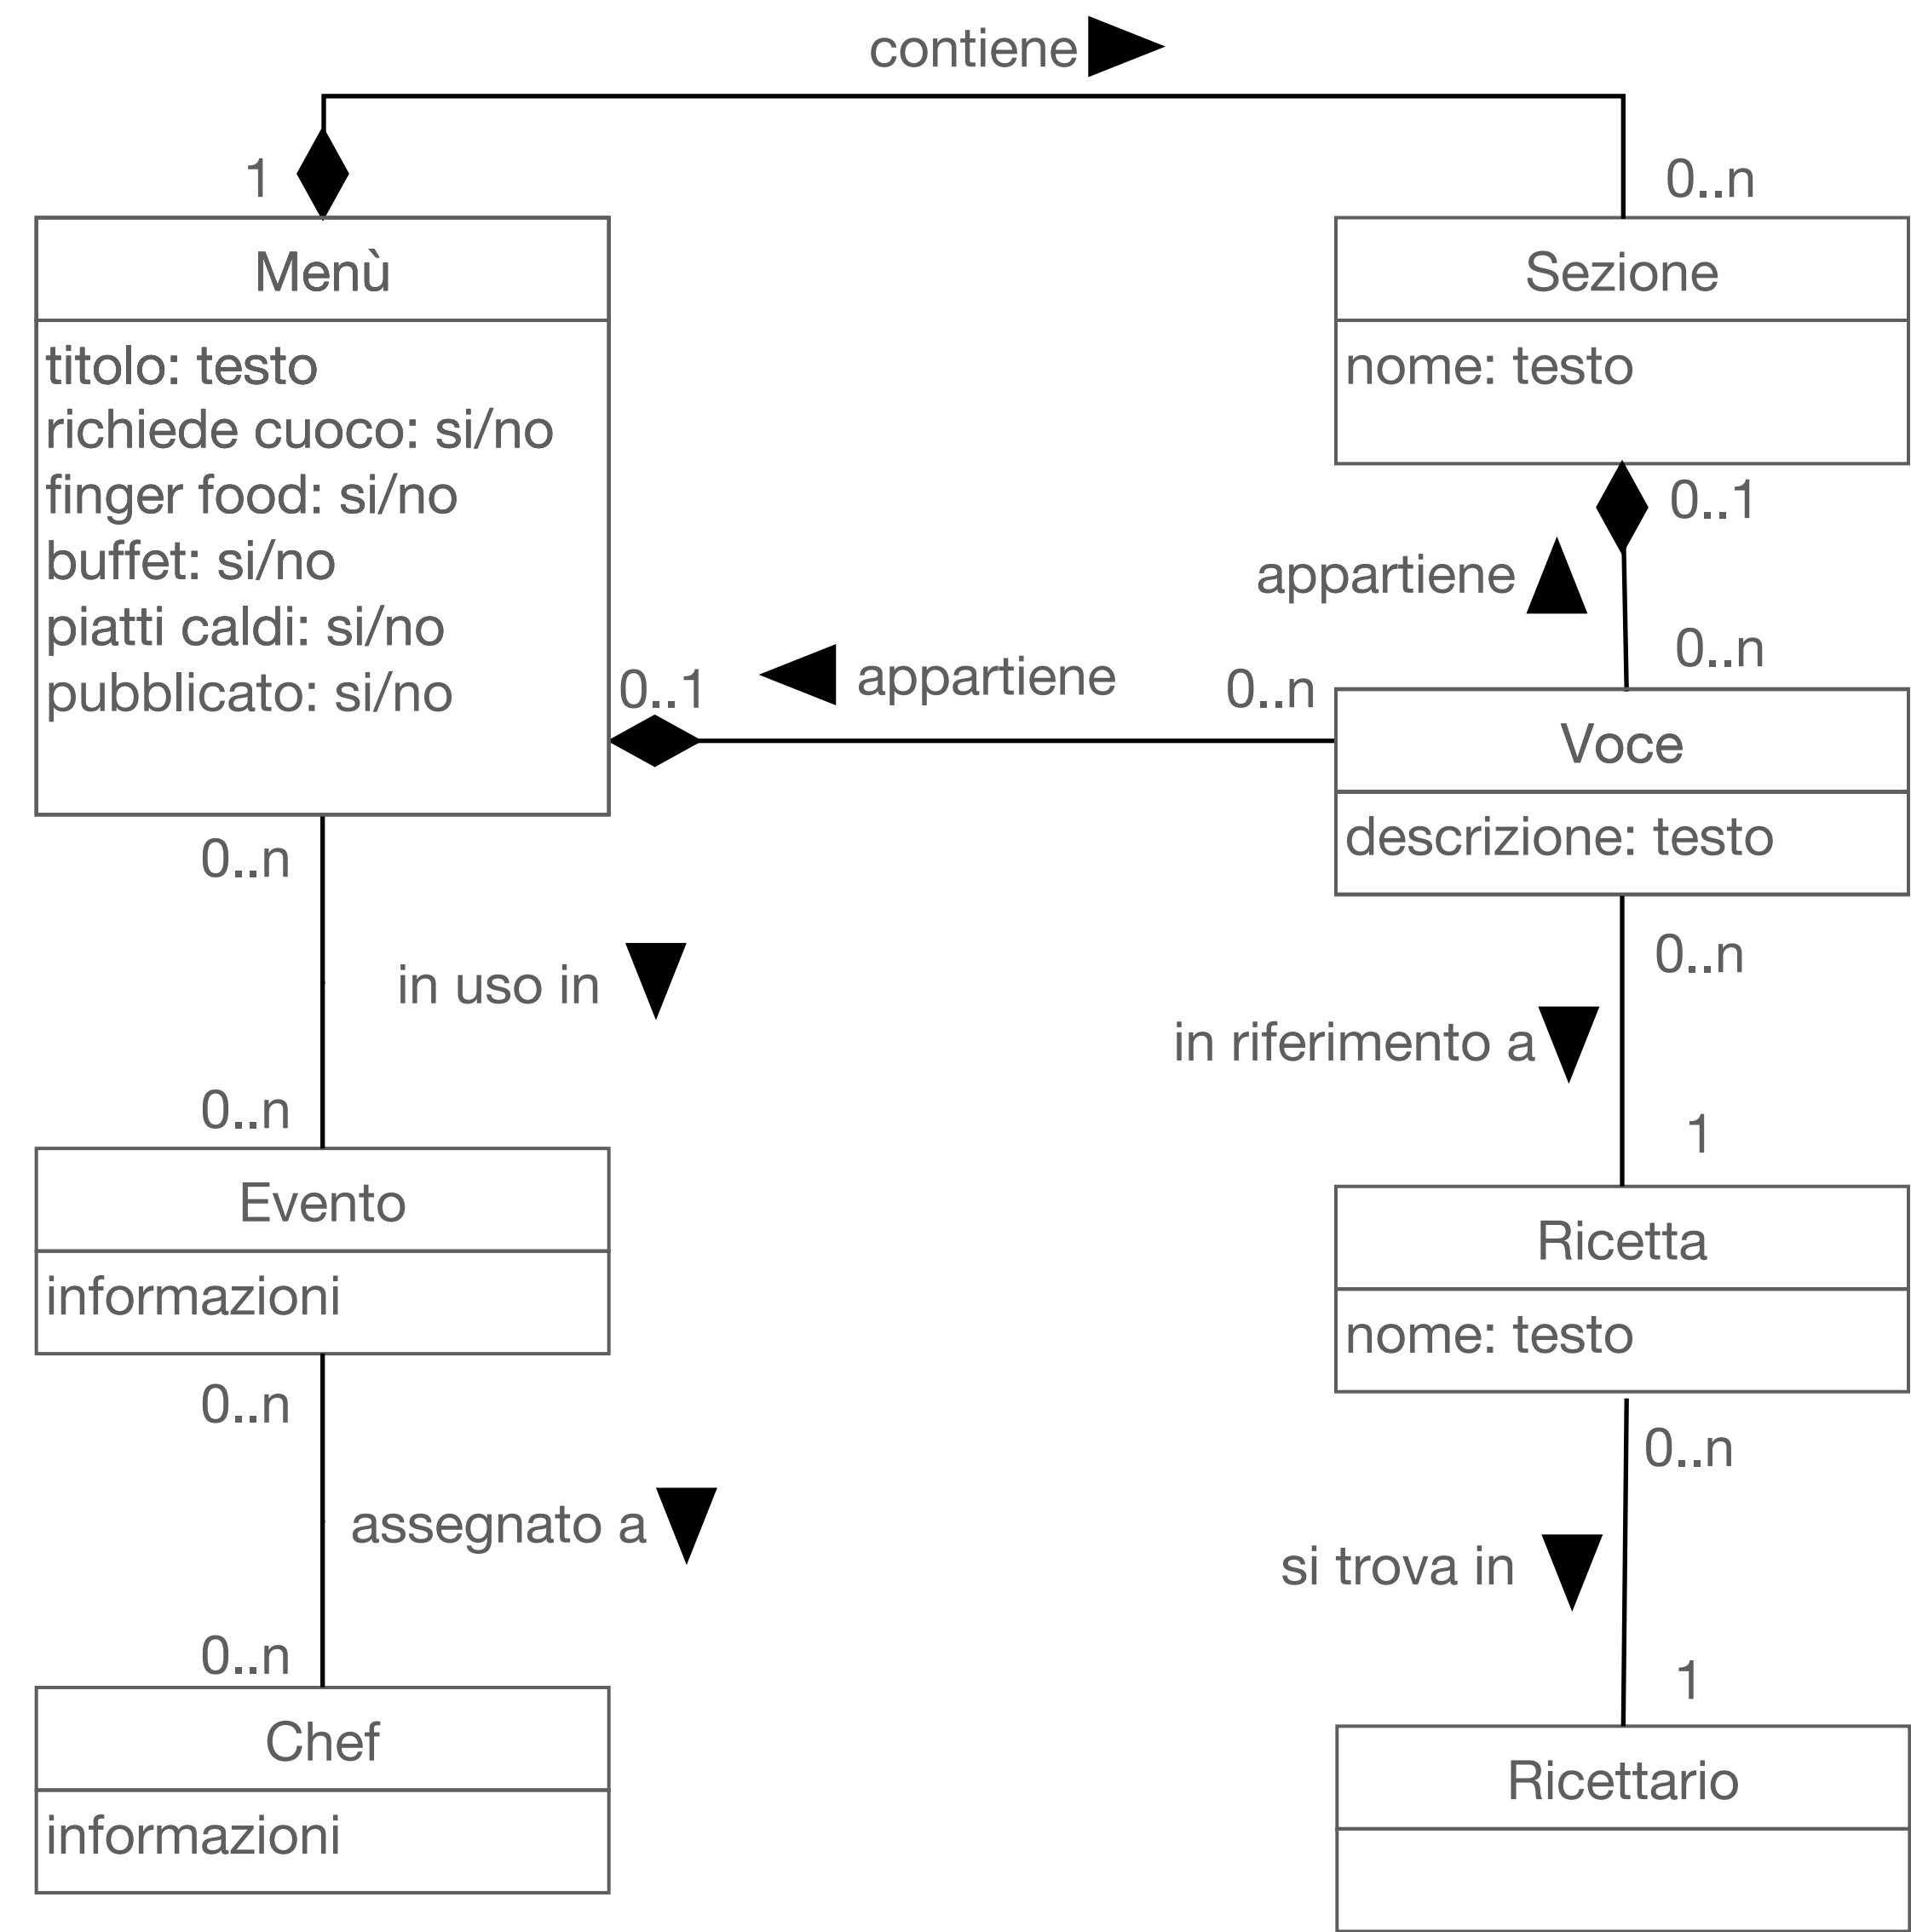 contiene
1
0..n
Menù
titolo: testo
richiede cuoco: si/no
finger food: si/no
buffet: si/no
piatti caldi: si/no
pubblicato: si/no
Sezione
nome: testo
0..1
appartiene
0..n
0..1
appartiene
0..n
Voce
descrizione: testo
0..n
in uso in
0..n
0..n
in riferimento a
1
Evento
informazioni
Ricetta
nome: testo
0..n
assegnato a
0..n
0..n
si trova in
1
Chef
informazioni
Ricettario